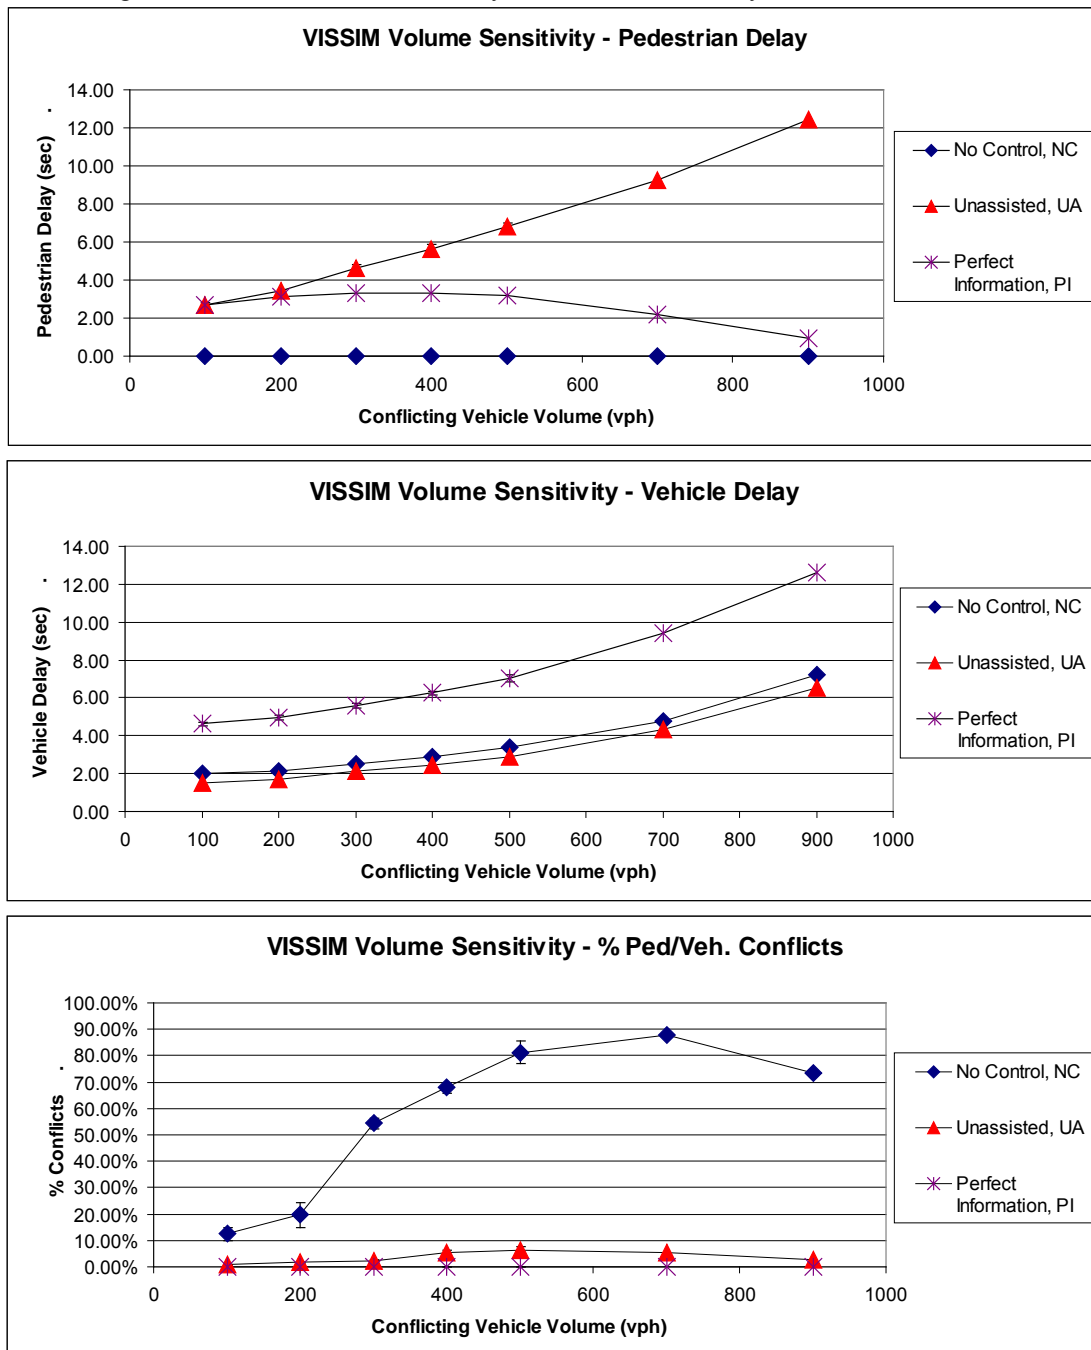 VISSIM Volume Sensitivity - Pedestrian Delay
14.00
12.00
10.00
8.00
6.00
4.00
2.00
0.00
Pedestrian Delay (sec) .
0 200 400 600 800 1000
Conflicting Vehicle Volume (vph)
No Control, NC
Unassisted, UA
Perfect
Information, PI
VISSIM Volume Sensitivity - Vehicle Delay
14.00
12.00
10.00
8.00
6.00
4.00
2.00
0.00
Vehicle Delay (sec) .
0 100 200 300 400 500 600 700 800 900 1000
Conflicting Vehicle Volume (vph)
No Control, NC
Unassisted, UA
Perfect
Information, PI
VISSIM Volume Sensitivity - % Ped/Veh. Conflicts
100.00%
90.00%
80.00%
70.00%
60.00%
50.00%
40.00%
30.00%
20.00%
10.00%
0.00%
% Conflicts .
0 200 400 600 800 1000
Conflicting Vehicle Volume (vph)
No Control, NC
Unassisted, UA
Perfect
Information, PI